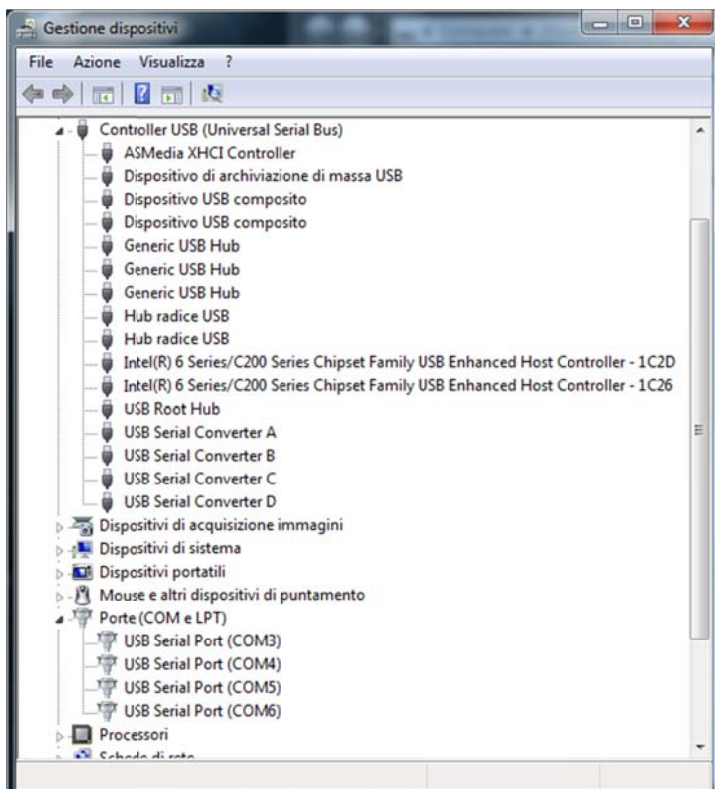 Gestione dispositivi
File Azione Visualizza ?
Controller USB (Universal Serial Bus)
ASMedia XHCI Controller
Dispositivo di archiviazione di massa USB
Dispositivo USB composito
Dispositivo USB composito
Generic USB Hub
Generic USB Hub
Generic USB Hub
Hub radice USB
Hub radice USB
Intel(R) 6 Series/C200 Series Chipset Family USB Enhanced Host Controller - 1C2D
Intel(R) 6 Series/C200 Series Chipset Family USB Enhanced Host Controller - 1C26
USB Root Hub
USB Serial Converter A
USB Serial Converter B
USB Serial Converter C
USB Serial Converter D
Dispositivi di acquisizione immagini
Dispositivi di sistema
Dispositivi portatili
Mouse e altri dispositivi di puntamento
Porte (COM e LPT)
USB Serial Port (COM3)
USB Serial Port (COM4)
USB Serial Port (COM5)
USB Serial Port (COM6)
Processori
Schede di rete